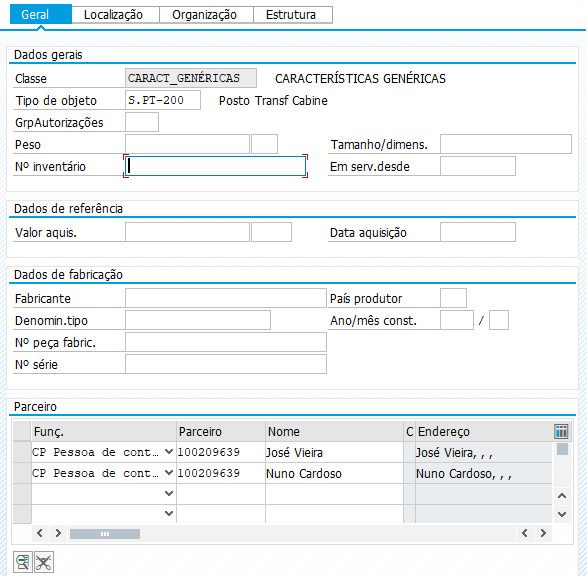 Geral Localização Organização Estrutura
Dados gerais
Classe CARACT_GENÉRICAS CARACTERÍSTICAS GENÉRICAS
Tipo de objeto S.PT-200 Posto Transf Cabine
GrpAutorizações
Peso Tamanho/dimens.
Nº inventário Em serv.desde
Dados de referência
Valor aquis. Data aquisição
Dados de fabricação
Fabricante País produtor
Denomin.tipo Ano/mês const. /
Nº peça fabric.
Nº série
Parceiro
Funç. Parceiro Nome C Endereço
CP Pessoa de cont… 100209639 José Vieira José Vieira, , ,
CP Pessoa de cont… 100209639 Nuno Cardoso Nuno Cardoso, , ,